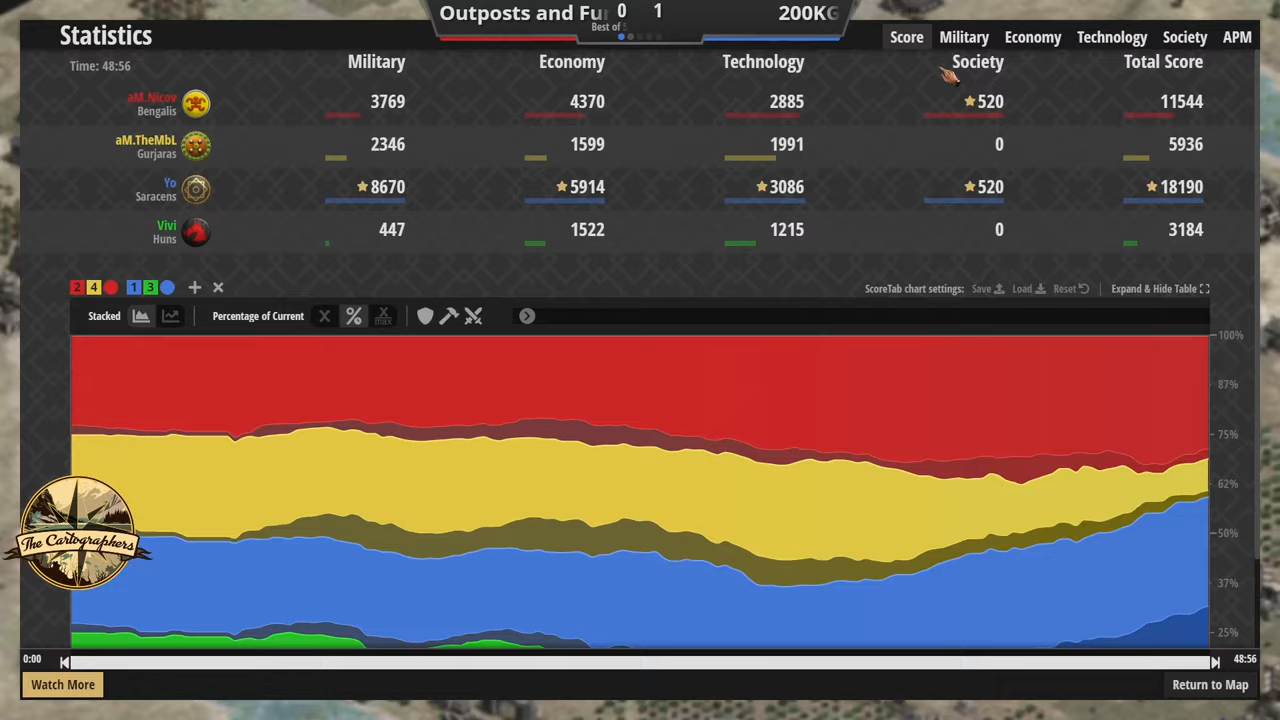 Outposts and Fu 0 1 200KG
Best of
Statistics
Score Military Economy Technology Society APM
Time: 48:56
Military Economy Technology Society Total Score
aM.Nicov
Bengalis
3769 4370 2885 520 11544
aM.TheMbL
Gurjaras
2346 1599 1991 0 5936
Yo
Saracens
8670 5914 3086 520 18190
Vivi
Huns
447 1522 1215 0 3184
2 4 1 3 + ×
ScoreTab chart settings: Save Load Reset Expand & Hide Table
Stacked Percentage of Current X % X max
100%
87%
75%
62%
50%
37%
25%
The Cartographers
0:00 48:56
Watch More Return to Map